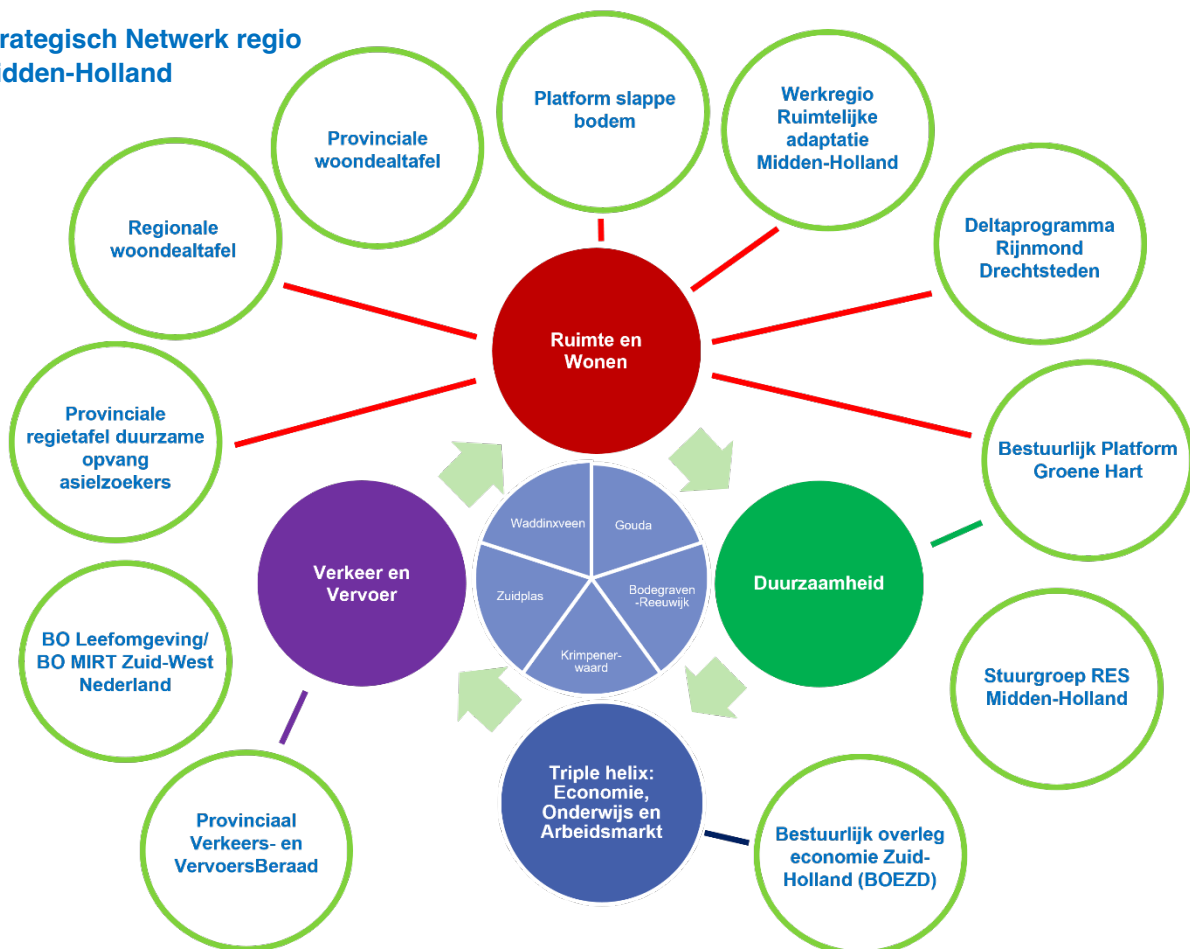 trategisch Netwerk regio
idden-Holland
Platform slappe
bodem
Werkregio
Ruimtelijke
adaptatie
Midden-Holland
Provinciale
woondealtafel
Regionale
woondealtafel
Deltaprogramma
Rijnmond
Drechtsteden
Ruimte en
Wonen
Provinciale
regietafel duurzame
opvang
asielzoekers
Bestuurlijk Platform
Groene Hart
Waddinxveen
Gouda
Verkeer en
Vervoer
Zuidplas
Bodegraven
-Reeuwijk
Duurzaamheid
Krimpener-
waard
BO Leefomgeving/
BO MIRT Zuid-West
Nederland
Stuurgroep RES
Midden-Holland
Triple helix:
Economie,
Onderwijs en
Arbeidsmarkt
Provinciaal
Verkeers- en
VervoersBeraad
Bestuurlijk overleg
economie Zuid-
Holland (BOEZD)